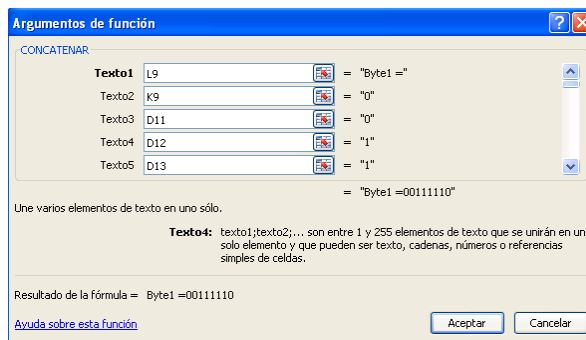 Argumentos de función
CONCATENAR
Texto1 L9 = "Byte1 ="
Texto2 K9 = "0"
Texto3 D11 = "0"
Texto4 D12 = "1"
Texto5 D13 = "1"
= "Byte1 =00111110"
Une varios elementos de texto en uno sólo.
Texto4: texto1;texto2;... son entre 1 y 255 elementos de texto que se unirán en un
solo elemento y que pueden ser texto, cadenas, números o referencias
simples de celdas.
Resultado de la fórmula = Byte1 =00111110
Ayuda sobre esta función
Aceptar
Cancelar